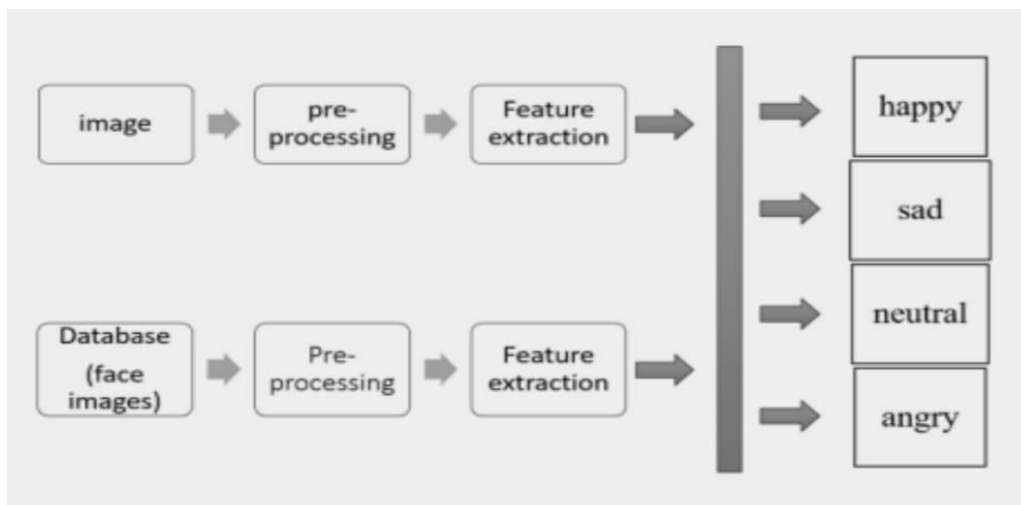 image
pre-
processing
Feature
extraction
happy
sad
Database
(face
images)
Pre-
processing
Feature
extraction
neutral
angry